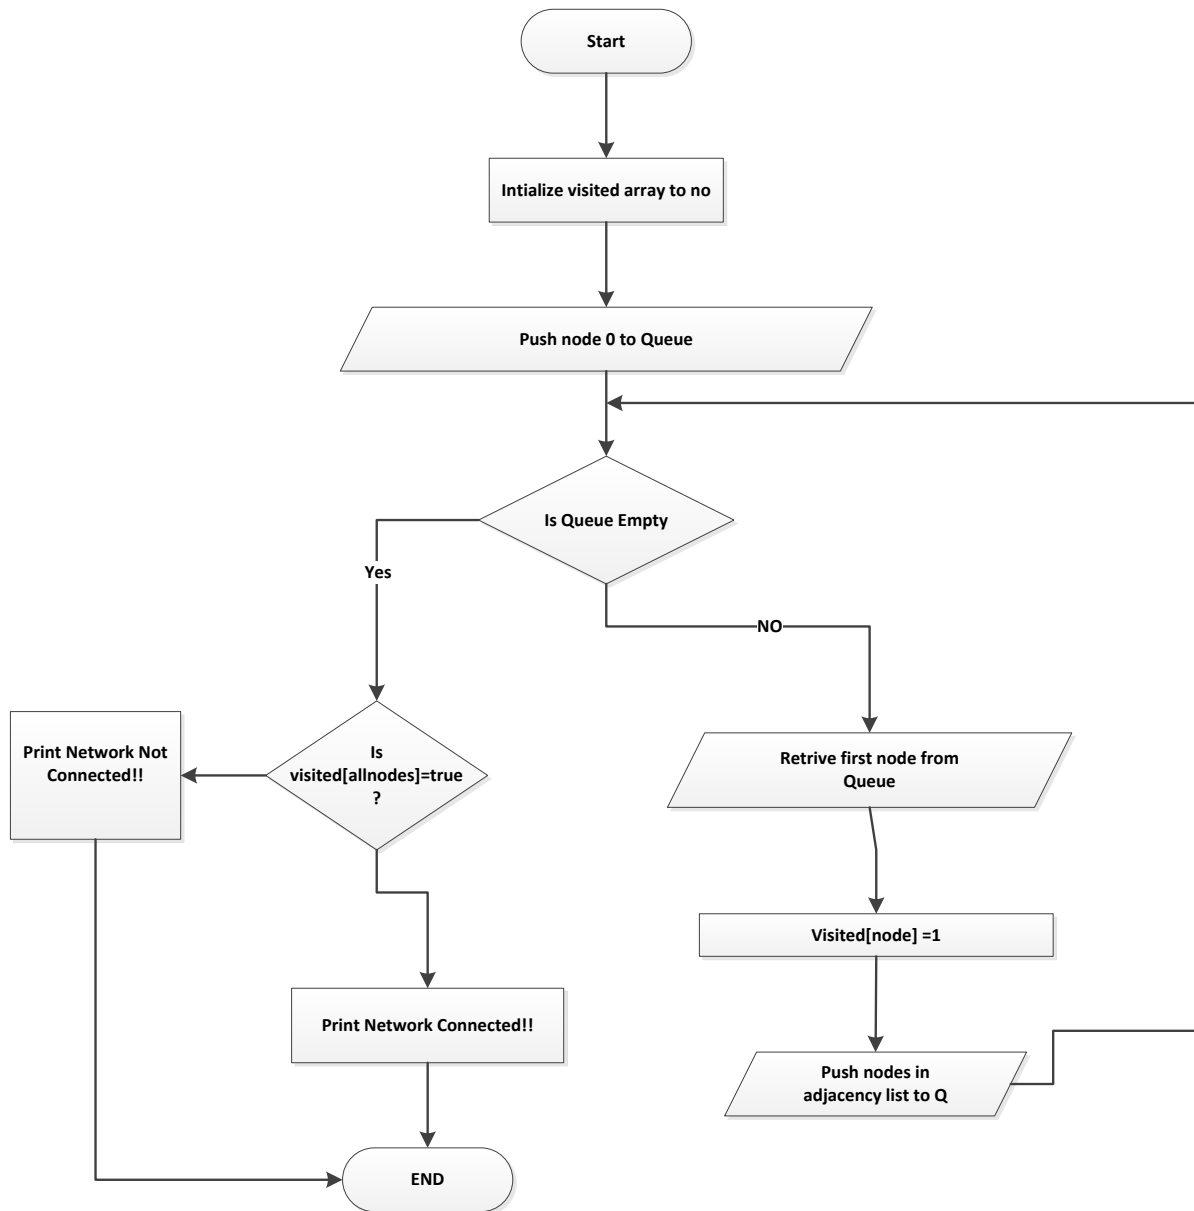 Start
Intialize visited array to no
Push node 0 to Queue
Is Queue Empty
Yes
NO
Print Network Not
Connected!!
Is
visited[allnodes]=true
?
Retrive first node from
Queue
Visited[node] =1
Print Network Connected!!
Push nodes in
adjacency list to Q
END